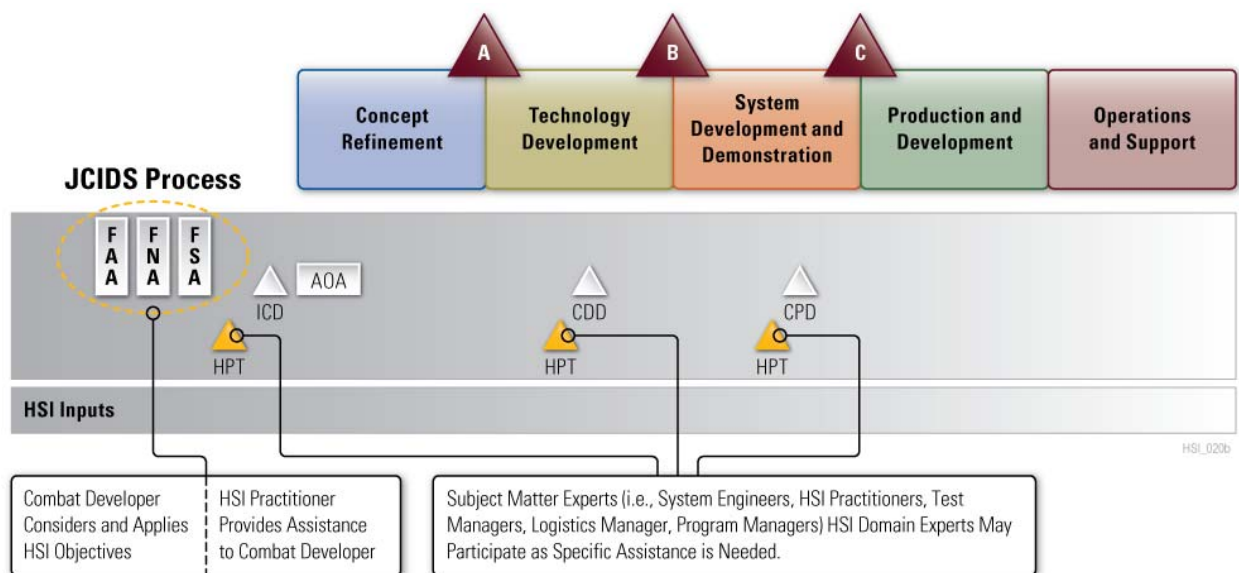 A
B
C
Concept
Refinement
Technology
Development
System
Development and
Demonstration
Production and
Development
Operations
and Support
JCIDS Process
FAA
FNA
FSA
ICD
AOA
CDD
CPD
HPT
HPT
HPT
HSI Inputs
HSI_020b
Combat Developer
Considers and Applies
HSI Objectives
HSI Practitioner
Provides Assistance
to Combat Developer
Subject Matter Experts (i.e., System Engineers, HSI Practitioners, Test
Managers, Logistics Manager, Program Managers) HSI Domain Experts May
Participate as Specific Assistance is Needed.